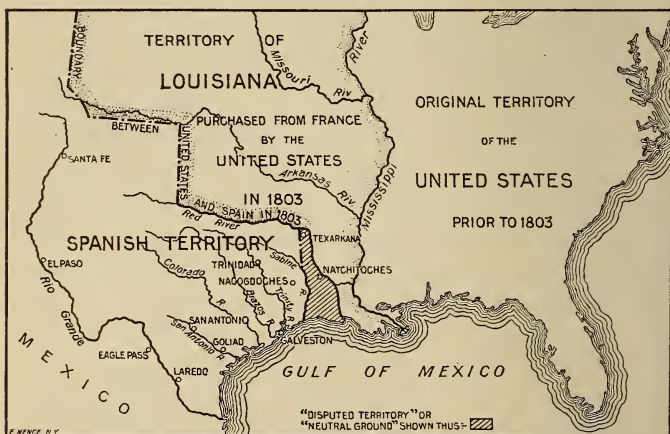 TERRITORY OF
LOUISIANA
PURCHASED FROM FRANCE
BY THE
UNITED STATES
IN 1803
BOUNDARY
BETWEEN
UNITED STATES
AND SPAIN IN 1803
Missouri Riv
River
Mississippi
Arkansas Riv.
ORIGINAL TERRITORY
OF THE
UNITED STATES
PRIOR TO 1803
SANTA FE
Red River
SPANISH TERRITORY
TEXARKANA
EL PASO
Rio Grande
Colorado R.
TRINIDAD
Sabine R.
NATCHITOCHES
NACOGDOCHES
Brazos R.
Trinity R.
SAN ANTONIO
San Antonio R.
GOLIAD
GALVESTON
EAGLE PASS
LAREDO
MEXICO
GULF OF MEXICO
"DISPUTED TERRITORY" OR
"NEUTRAL GROUND" SHOWN THUS:-